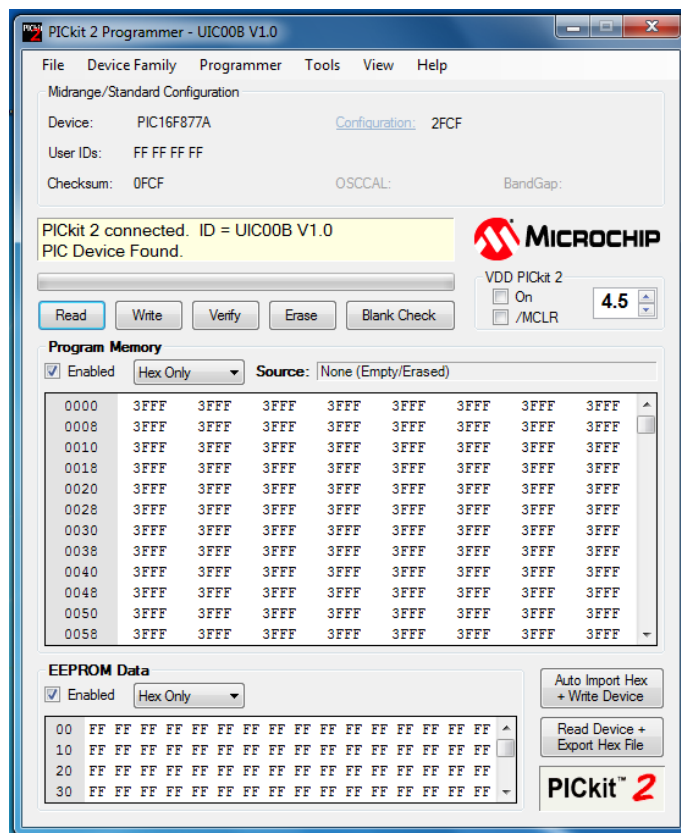 PICkit 2 Programmer - UIC00B V1.0
File Device Family Programmer Tools View Help
Midrange/Standard Configuration
Device: PIC16F877A Configuration: 2FCF
User IDs: FF FF FF FF
Checksum: 0FCF OSCCAL: BandGap:
PICkit 2 connected. ID = UIC00B V1.0
PIC Device Found.
MICROCHIP
VDD PICkit 2
On
/MCLR
4.5
Read Write Verify Erase Blank Check
Program Memory
Enabled Hex Only Source: None (Empty/Erased)
0000 3FFF 3FFF 3FFF 3FFF 3FFF 3FFF 3FFF 3FFF
0008 3FFF 3FFF 3FFF 3FFF 3FFF 3FFF 3FFF 3FFF
0010 3FFF 3FFF 3FFF 3FFF 3FFF 3FFF 3FFF 3FFF
0018 3FFF 3FFF 3FFF 3FFF 3FFF 3FFF 3FFF 3FFF
0020 3FFF 3FFF 3FFF 3FFF 3FFF 3FFF 3FFF 3FFF
0028 3FFF 3FFF 3FFF 3FFF 3FFF 3FFF 3FFF 3FFF
0030 3FFF 3FFF 3FFF 3FFF 3FFF 3FFF 3FFF 3FFF
0038 3FFF 3FFF 3FFF 3FFF 3FFF 3FFF 3FFF 3FFF
0040 3FFF 3FFF 3FFF 3FFF 3FFF 3FFF 3FFF 3FFF
0048 3FFF 3FFF 3FFF 3FFF 3FFF 3FFF 3FFF 3FFF
0050 3FFF 3FFF 3FFF 3FFF 3FFF 3FFF 3FFF 3FFF
0058 3FFF 3FFF 3FFF 3FFF 3FFF 3FFF 3FFF 3FFF
EEPROM Data
Enabled Hex Only
00 FF FF FF FF FF FF FF FF FF FF FF FF FF FF FF FF
10 FF FF FF FF FF FF FF FF FF FF FF FF FF FF FF FF
20 FF FF FF FF FF FF FF FF FF FF FF FF FF FF FF FF
30 FF FF FF FF FF FF FF FF FF FF FF FF FF FF FF FF
Auto Import Hex
+ Write Device
Read Device +
Export Hex File
PICkit™ 2